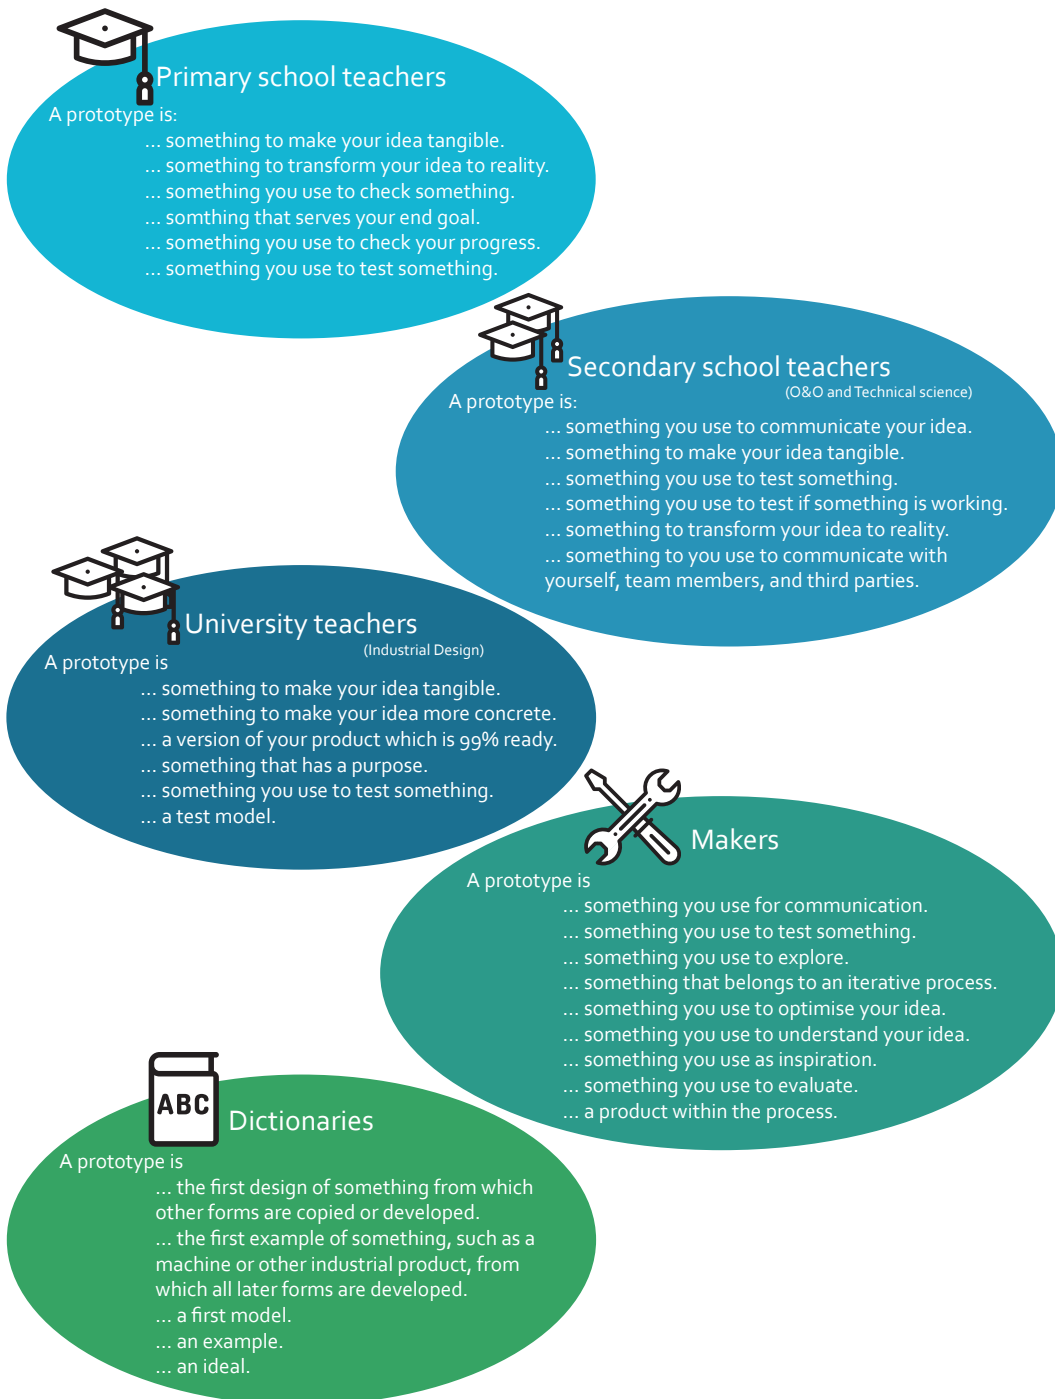 Primary school teachers
A prototype is:
... something to make your idea tangible.
... something to transform your idea to reality.
... something you use to check something.
... somthing that serves your end goal.
... something you use to check your progress.
... something you use to test something.
Secondary school teachers
(O&O and Technical science)
A prototype is:
... something you use to communicate your idea.
... something to make your idea tangible.
... something you use to test something.
... something you use to test if something is working.
... something to transform your idea to reality.
... something to you use to communicate with
yourself, team members, and third parties.
University teachers
(Industrial Design)
A prototype is
... something to make your idea tangible.
... something to make your idea more concrete.
... a version of your product which is 99% ready.
... something that has a purpose.
... something you use to test something.
... a test model.
Makers
A prototype is
... something you use for communication.
... something you use to test something.
... something you use to explore.
... something that belongs to an iterative process.
... something you use to optimise your idea.
... something you use to understand your idea.
... something you use as inspiration.
... something you use to evaluate.
... a product within the process.
ABC
Dictionaries
A prototype is
... the first design of something from which
other forms are copied or developed.
... the first example of something, such as a
machine or other industrial product, from
which all later forms are developed.
... a first model.
... an example.
... an ideal.